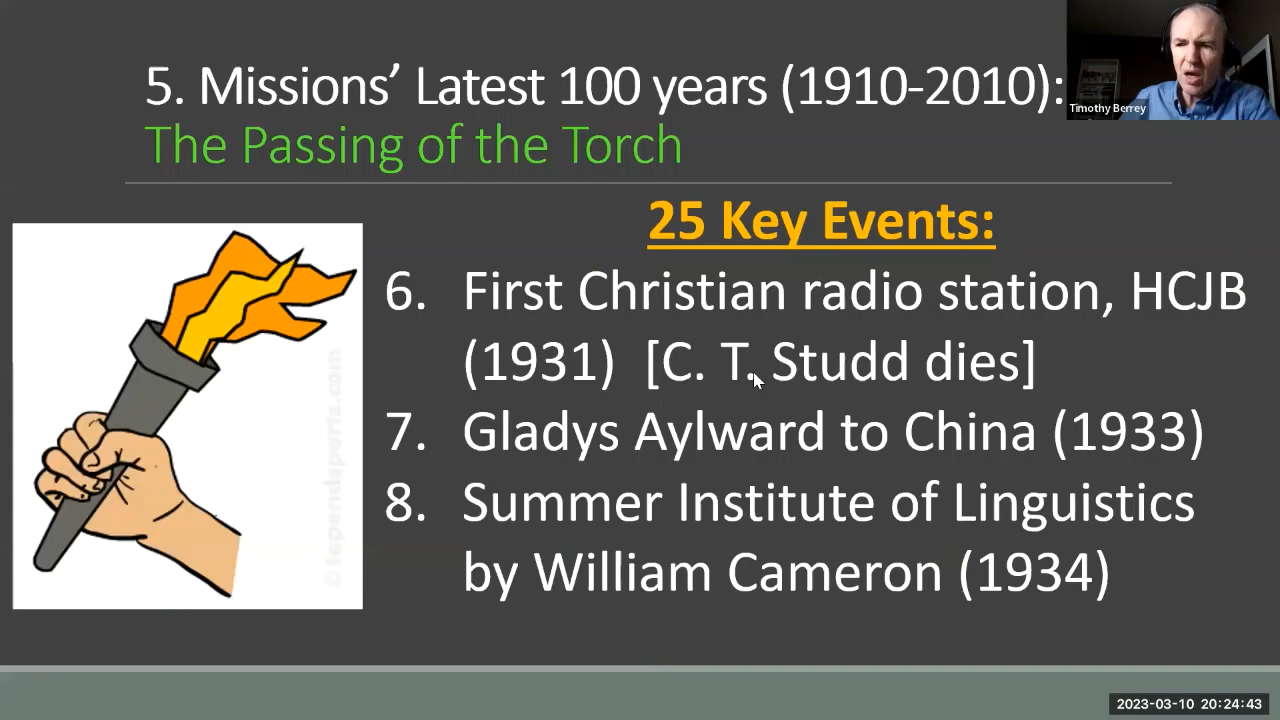 5. Missions’ Latest 100 years (1910-2010):
The Passing of the Torch
Timothy Berrey
25 Key Events:
6. First Christian radio station, HCJB
(1931) [C. T. Studd dies]
7. Gladys Aylward to China (1933)
8. Summer Institute of Linguistics
by William Cameron (1934)
2023-03-10 20:24:43